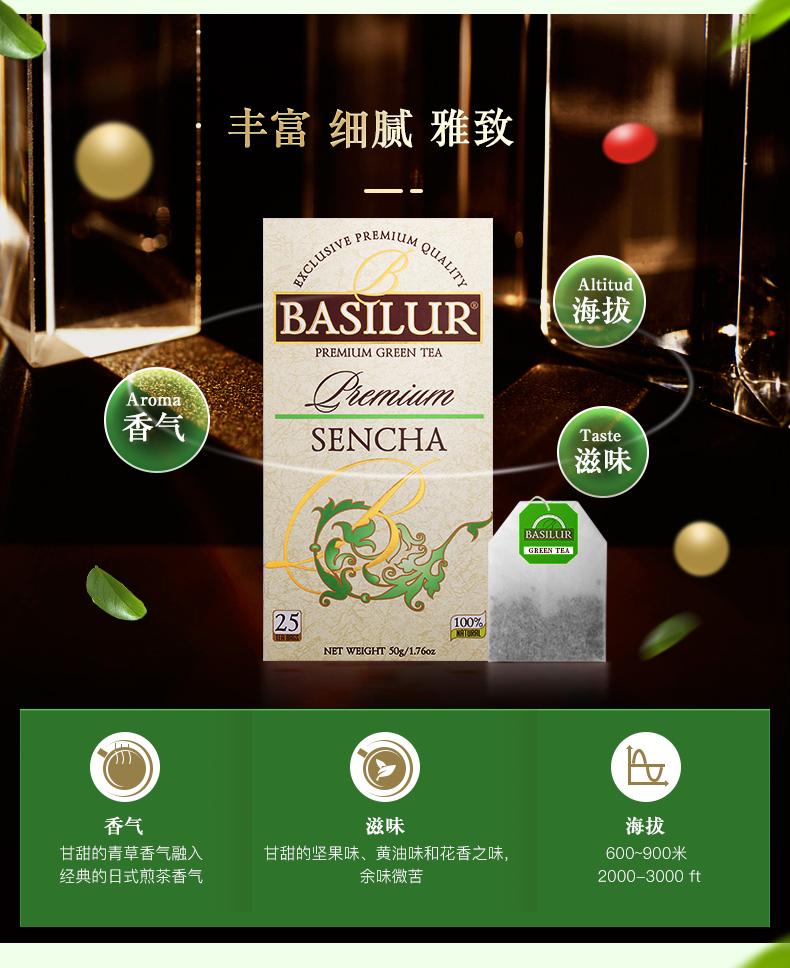 丰富 细腻 雅致
EXCLUSIVE PREMIUM QUALITY
B
BASILUR®
PREMIUM GREEN TEA
Premium
SENCHA
B
25
TEA BAGS
100%
NATURAL
NET WEIGHT 50g/1.76oz
Altitud
海拔
Aroma
香气
Taste
滋味
BASILUR
GREEN TEA
香气
甘甜的青草香气融入
经典的日式煎茶香气
滋味
甘甜的坚果味、黄油味和花香之味,
余味微苦
海拔
600~900米
2000-3000 ft